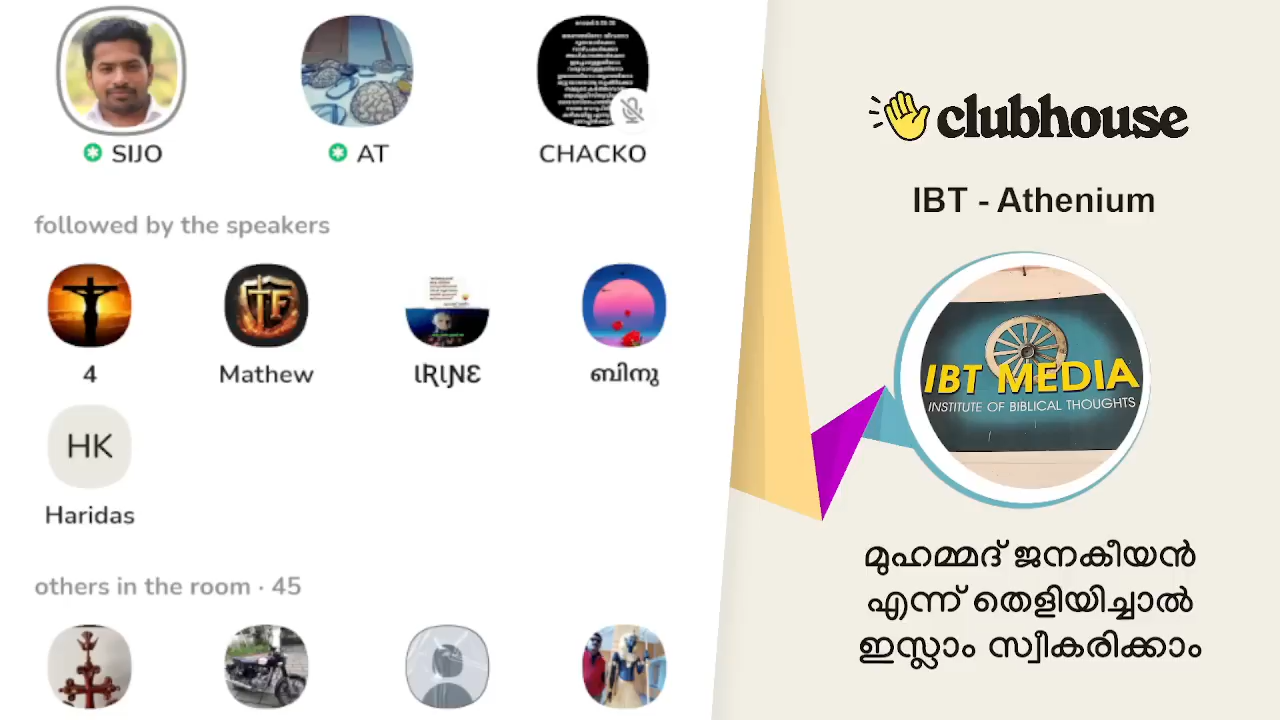 SIJO
AT
CHACKO
followed by the speakers
4
Mathew
IRINE
ബിനു
HK
Haridas
others in the room · 45
clubhouse
IBT - Athenium
IBT MEDIA
INSTITUTE OF BIBLICAL THOUGHTS
മുഹമ്മദ് ജനകീയൻ
എന്ന് തെളിയിച്ചാൽ
ഇസ്ലാം സ്വീകരിക്കാം
TF